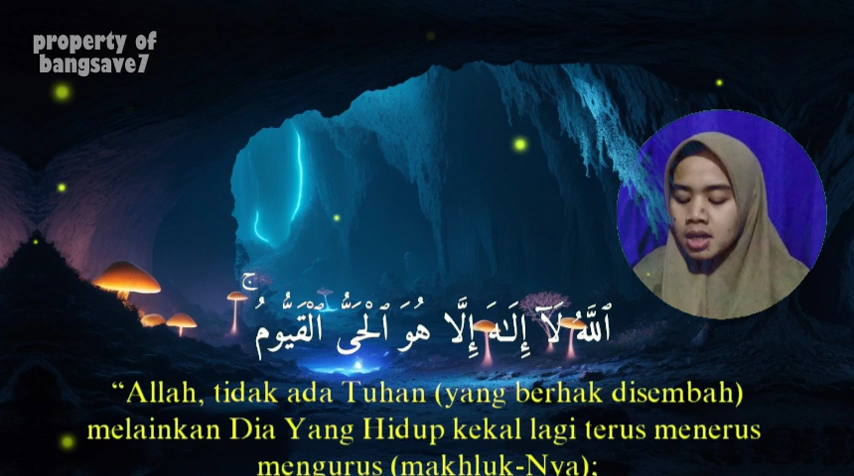 property of
bangsave7
ٱللَّهُ لَآ إِلَـٰهَ إِلَّا هُوَ ٱلْحَىُّ ٱلْقَيُّومُ ۚ
“Allah, tidak ada Tuhan (yang berhak disembah)
melainkan Dia Yang Hidup kekal lagi terus menerus
mengurus (makhluk-Nya);